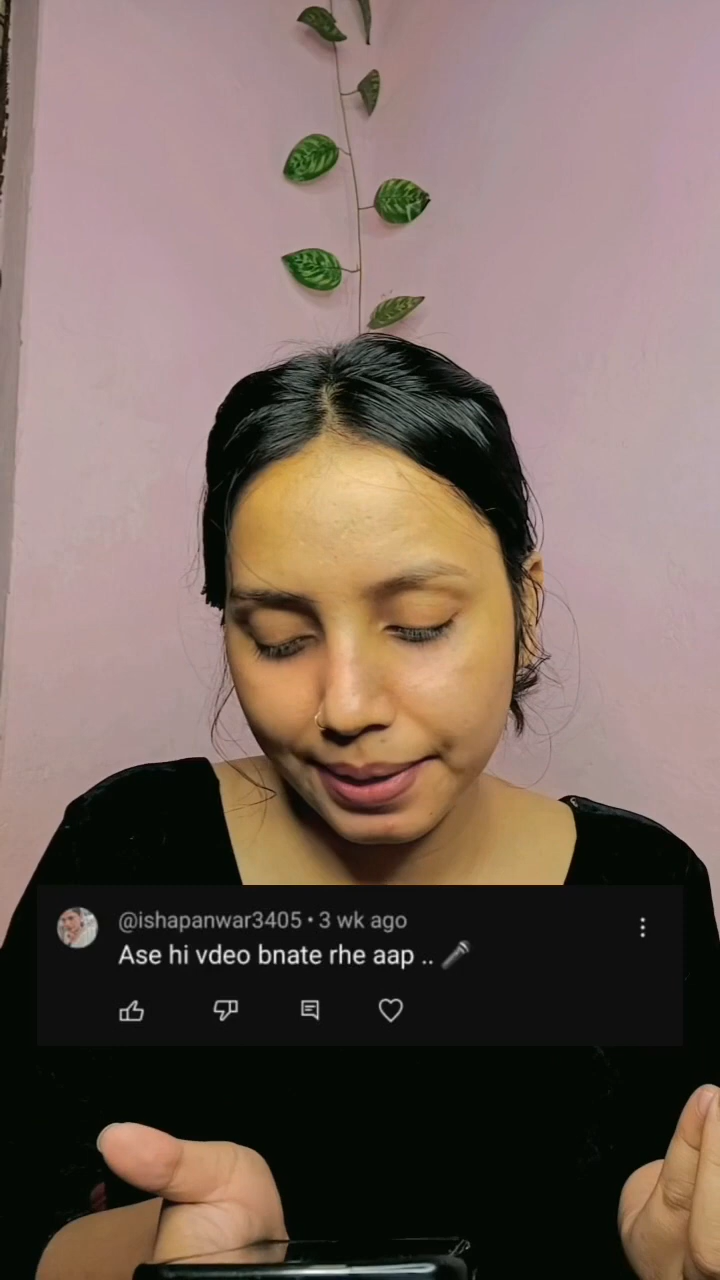 @ishapanwar3405 • 3 wk ago
Ase hi vdeo bnate rhe aap .. 🎤